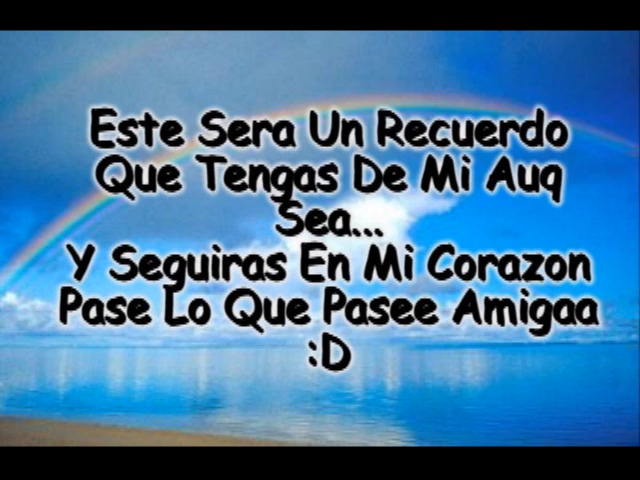 Este Sera Un Recuerdo
Que Tengas De Mi Auq
Sea...
Y Seguiras En Mi Corazon
Pase Lo Que Pasee Amigaa
:D